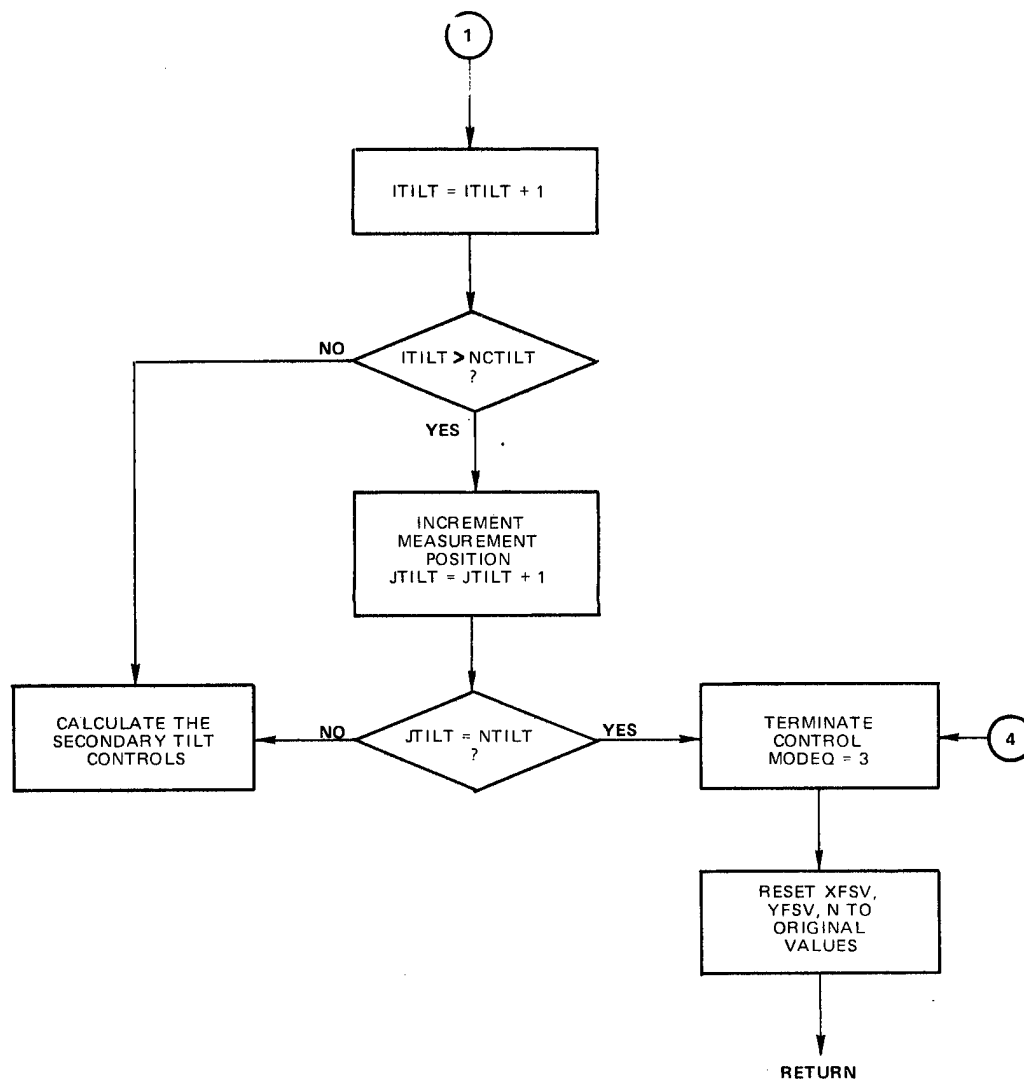 1
ITILT = ITILT + 1
NO
ITILT > NCTILT
?
YES
INCREMENT
MEASUREMENT
POSITION
JTILT = JTILT + 1
CALCULATE THE
SECONDARY TILT
CONTROLS
NO
JTILT = NTILT
?
YES
TERMINATE
CONTROL
MODEQ = 3
4
RESET XFSV,
YFSV, N TO
ORIGINAL
VALUES
RETURN